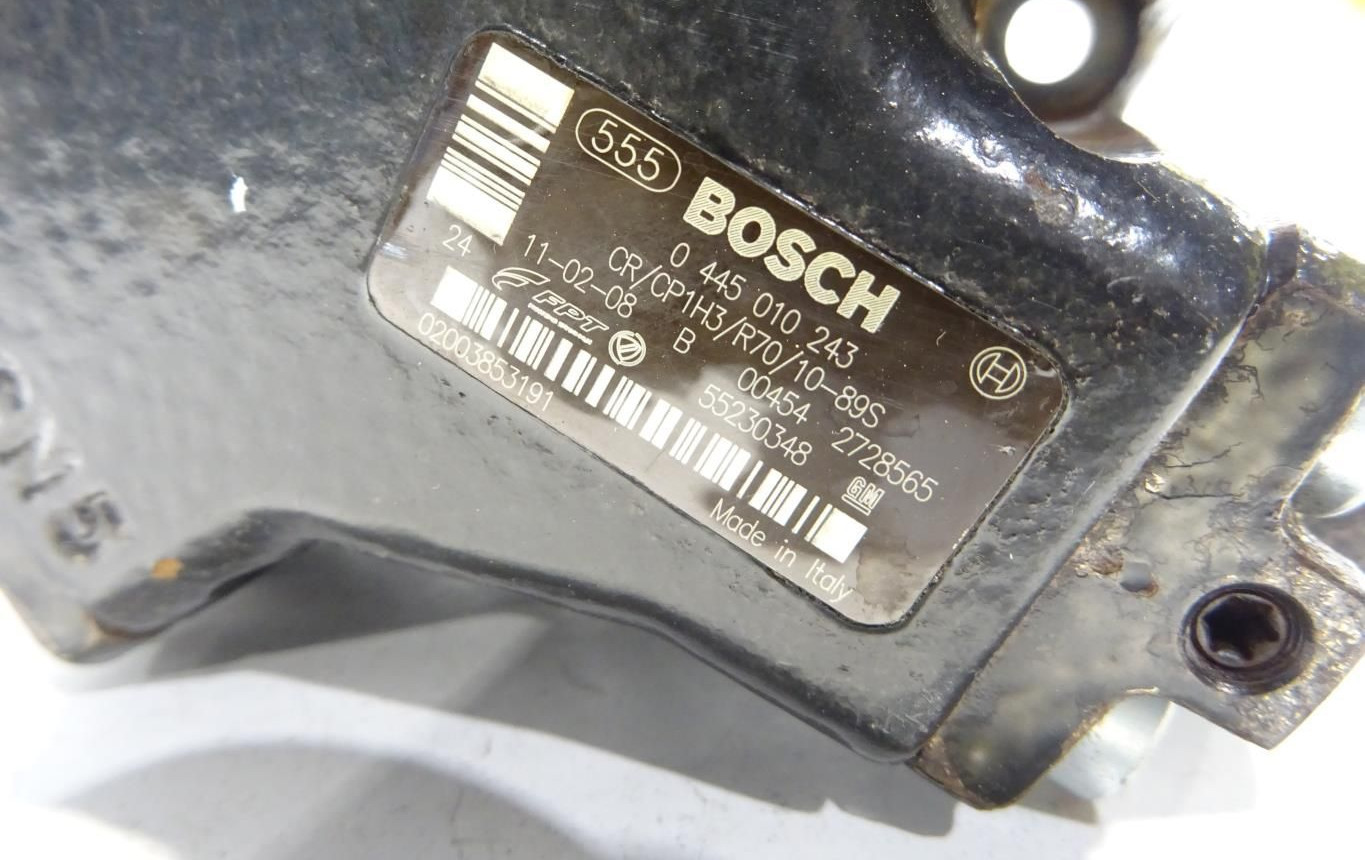 555
BOSCH
0 445 010 243
CR/CP1H3/R70/10-89S
24 11-02-08 B 00454 2728565
FPT 55230348 GM
02003853191
Made in Italy